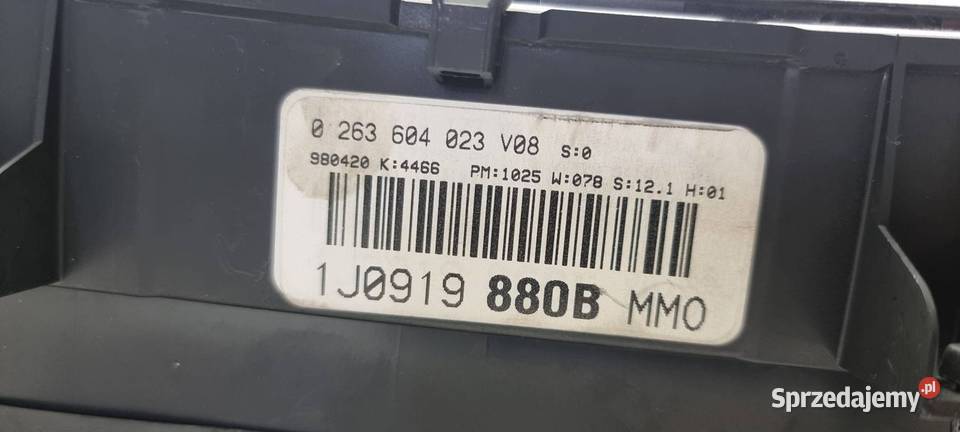 0 263 604 023 V08 S:0
980420 K:4466 PM:1025 W:078 S:12.1 H:01
1J0919 880B MMO
Sprzedajemy.pl